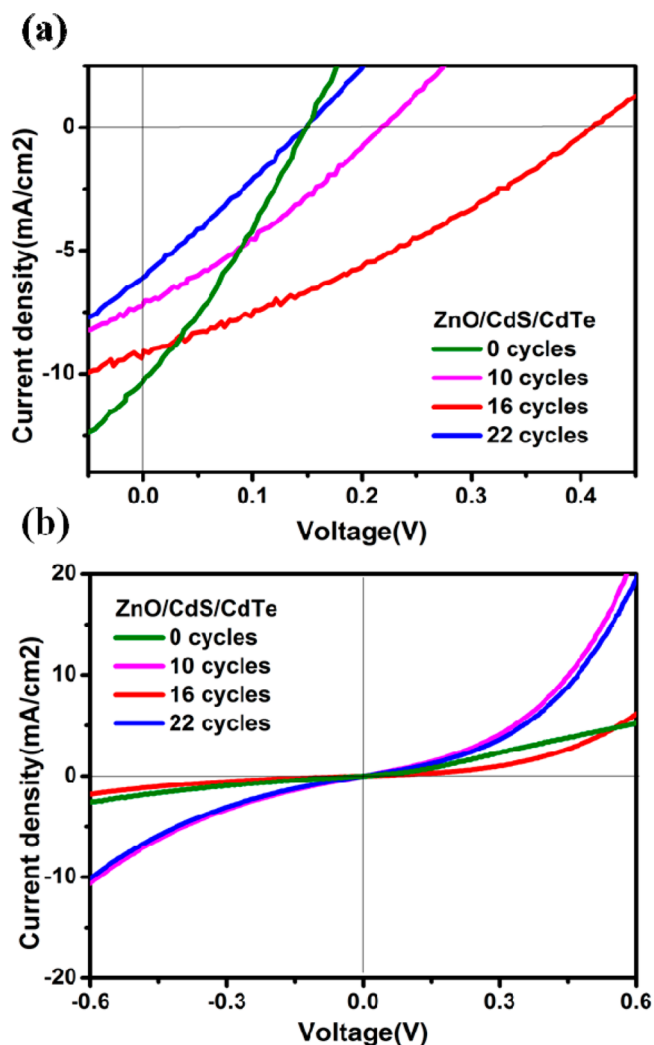 (a)
0
-5
-10
Current density(mA/cm2)
ZnO/CdS/CdTe
0 cycles
10 cycles
16 cycles
22 cycles
0.0 0.1 0.2 0.3 0.4
Voltage(V)
(b)
20
10
0
-10
-20
Current density(mA/cm2)
ZnO/CdS/CdTe
0 cycles
10 cycles
16 cycles
22 cycles
-0.6 -0.3 0.0 0.3 0.6
Voltage(V)